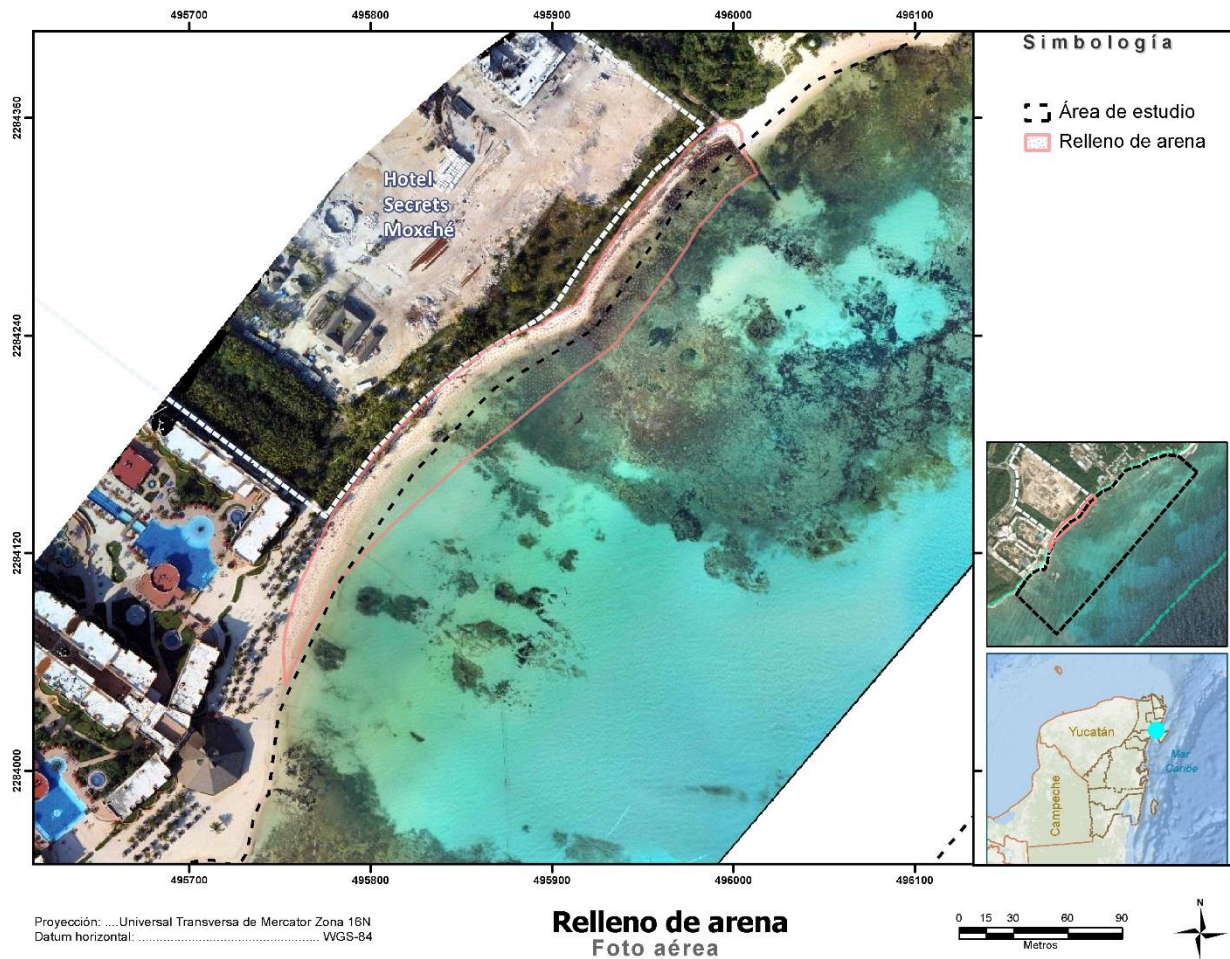 495700 495800 495900 496000 496100
Simbología
Área de estudio
Relleno de arena
2284360
2284240
2284120
2284000
Hotel
Secrets
Moxché
Yucatán
Mar
Caribe
Campeche
495700 495800 495900 496000 496100
Proyección: ....Universal Transversa de Mercator Zona 16N
Datum horizontal: ................................................ WGS-84
Relleno de arena
Foto aérea
0 15 30 60 90
Metros
N